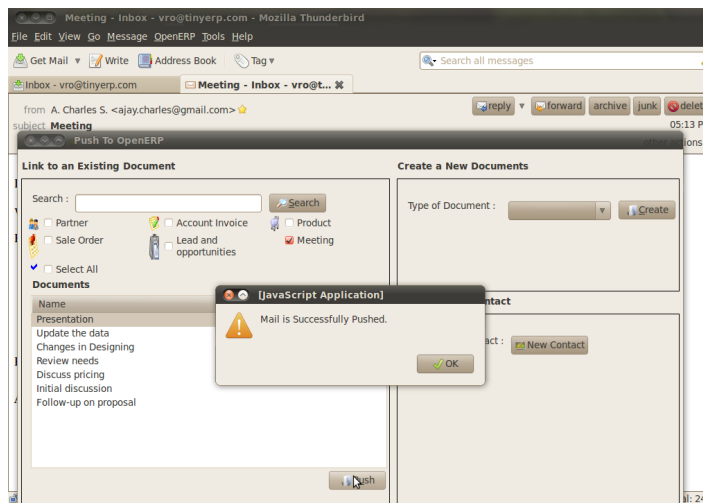 Meeting - Inbox - vro@tinyerp.com - Mozilla Thunderbird
File Edit View Go Message OpenERP Tools Help
Get Mail Write Address Book Tag Search all messages
Inbox - vro@tinyerp.com Meeting - Inbox - vro@t...
from A. Charles S. <ajay.charles@gmail.com> reply forward archive junk delet
subject Meeting 05:13 P
Push To OpenERP
Link to an Existing Document Create a New Documents
Search : Search Type of Document : Create
Partner Account Invoice Product
Sale Order Lead and opportunities Meeting
Select All
Documents
Name
Presentation
Update the data
Changes in Designing
Review needs
Discuss pricing
Initial discussion
Follow-up on proposal
[JavaScript Application]
Mail is Successfully Pushed.
OK
ntact
act : New Contact
ush